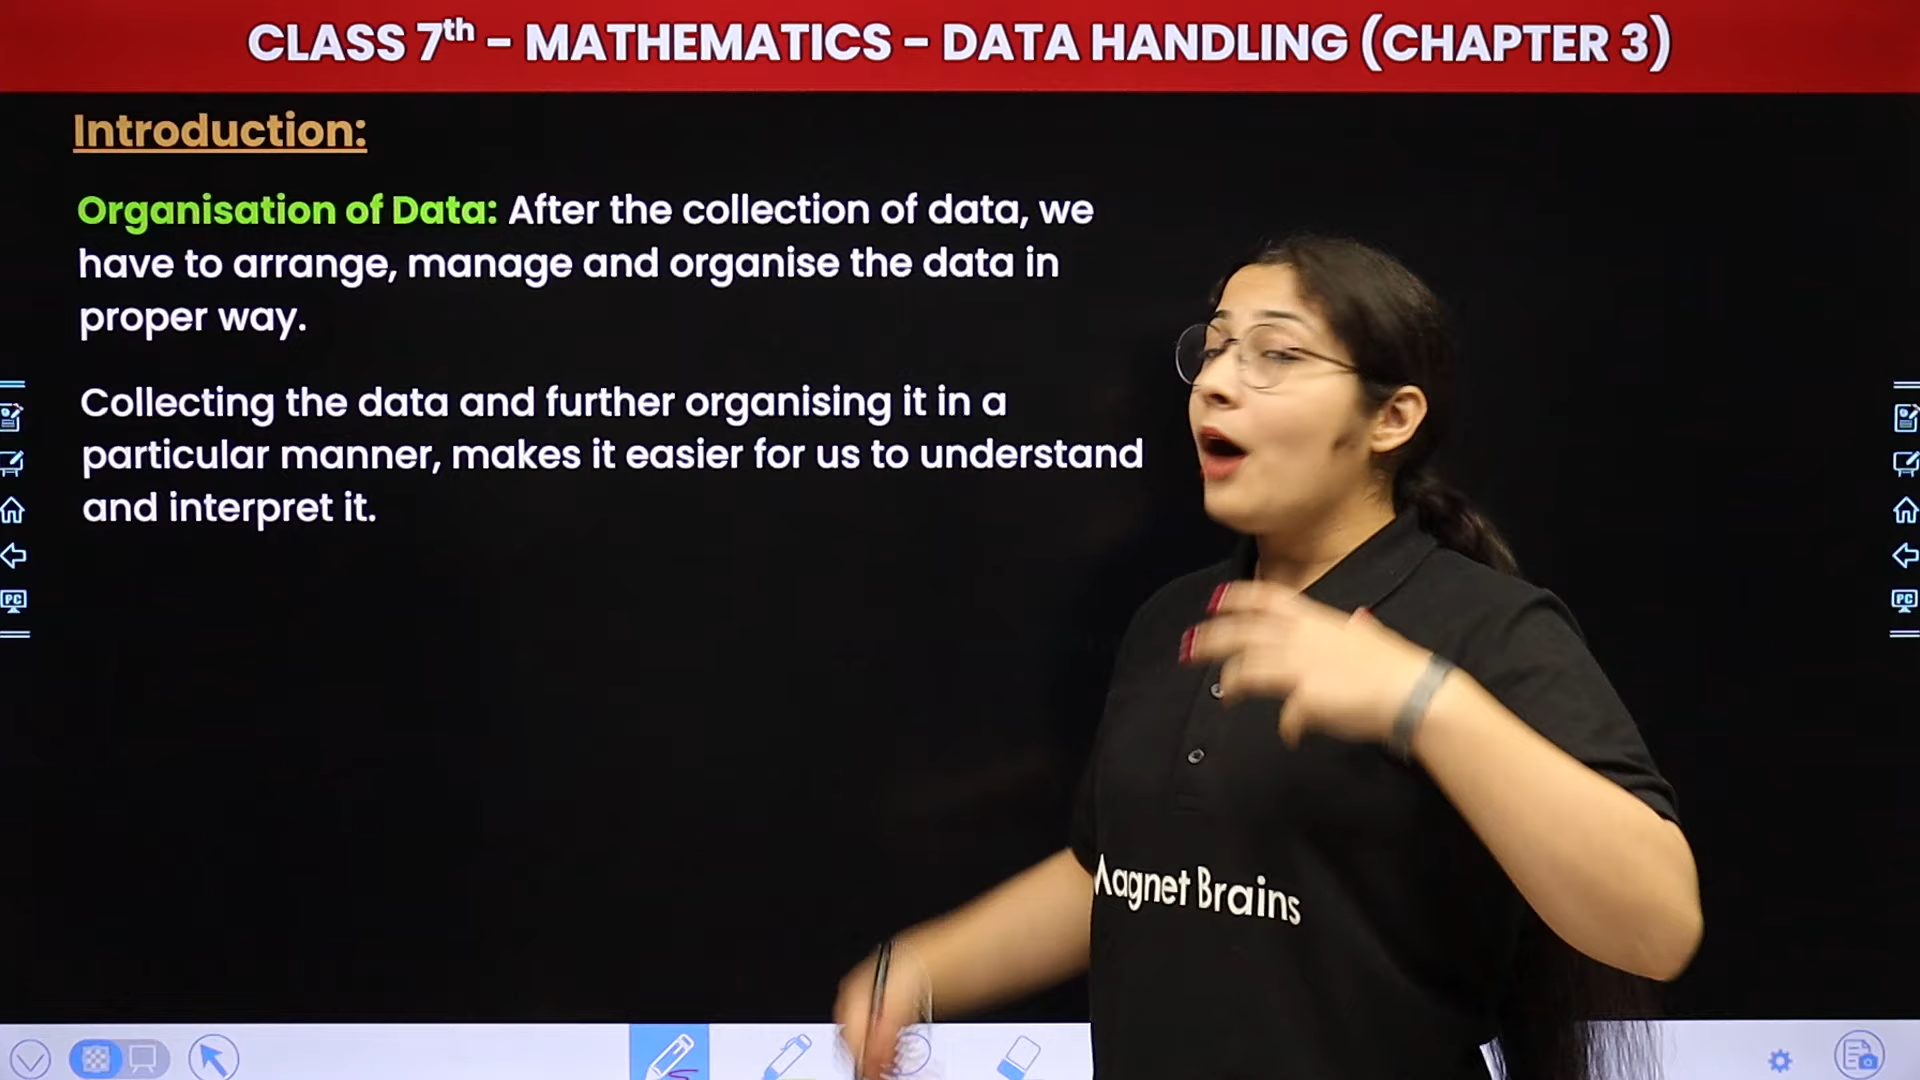 CLASS 7th - MATHEMATICS - DATA HANDLING (CHAPTER 3)
Introduction:
Organisation of Data: After the collection of data, we
have to arrange, manage and organise the data in
proper way.
Collecting the data and further organising it in a
particular manner, makes it easier for us to understand
and interpret it.
PC
PC
Magnet Brains